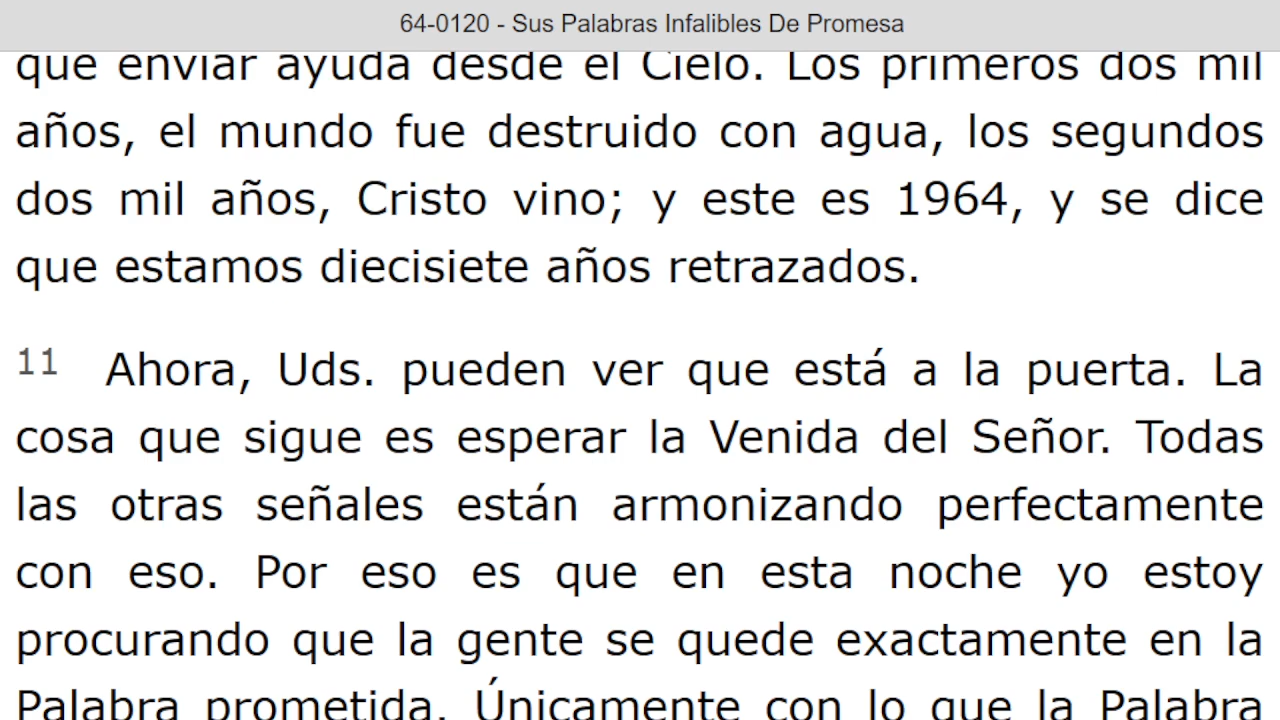 64-0120 - Sus Palabras Infalibles De Promesa
que enviar ayuda desde el Cielo. Los primeros dos mil
años, el mundo fue destruido con agua, los segundos
dos mil años, Cristo vino; y este es 1964, y se dice
que estamos diecisiete años retrazados.
11 Ahora, Uds. pueden ver que está a la puerta. La
cosa que sigue es esperar la Venida del Señor. Todas
las otras señales están armonizando perfectamente
con eso. Por eso es que en esta noche yo estoy
procurando que la gente se quede exactamente en la
Palabra prometida. Únicamente con lo que la Palabra